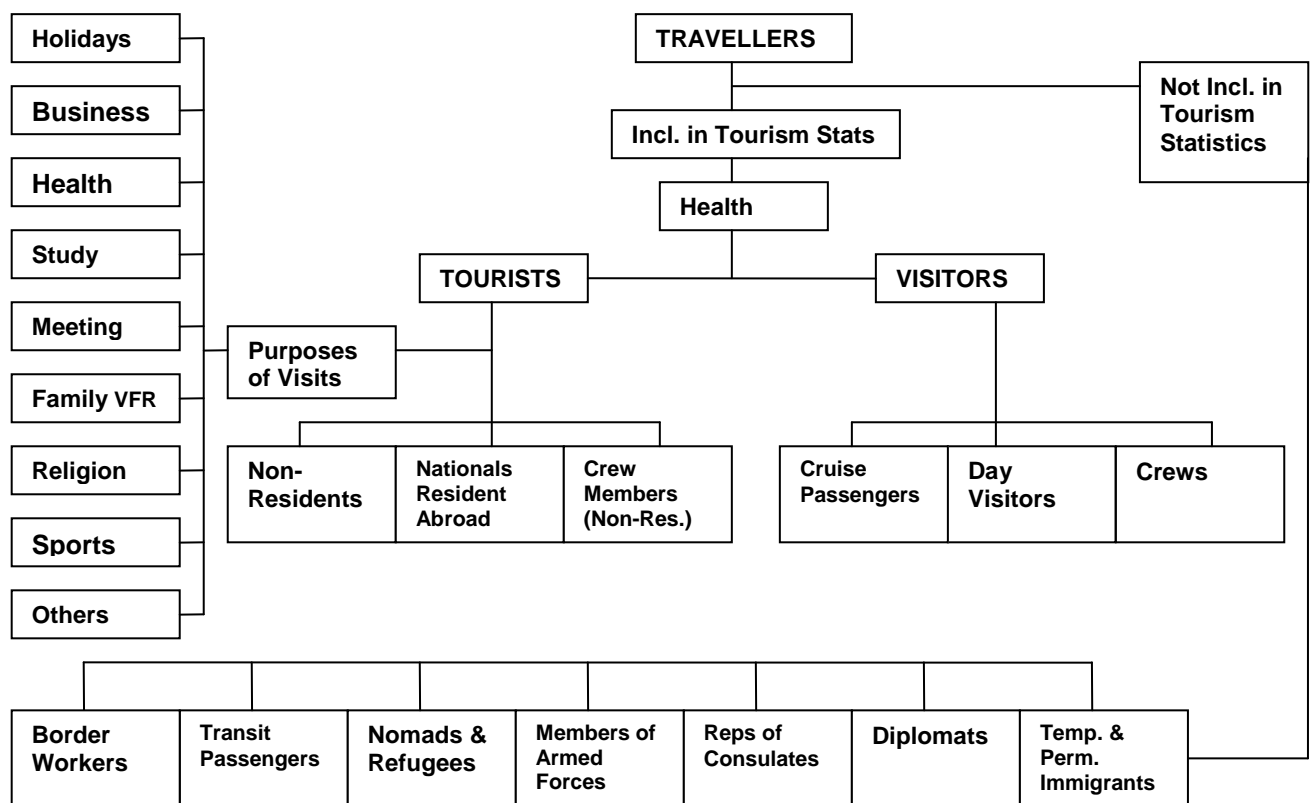 TRAVELLERS
Not Incl. in
Tourism
Statistics
Incl. in Tourism Stats
Health
TOURISTS
VISITORS
Holidays
Business
Health
Study
Meeting
Family VFR
Religion
Sports
Others
Purposes
of Visits
Non-
Residents
Nationals
Resident
Abroad
Crew
Members
(Non-Res.)
Cruise
Passengers
Day
Visitors
Crews
Border
Workers
Transit
Passengers
Nomads &
Refugees
Members of
Armed
Forces
Reps of
Consulates
Diplomats
Temp. &
Perm.
Immigrants